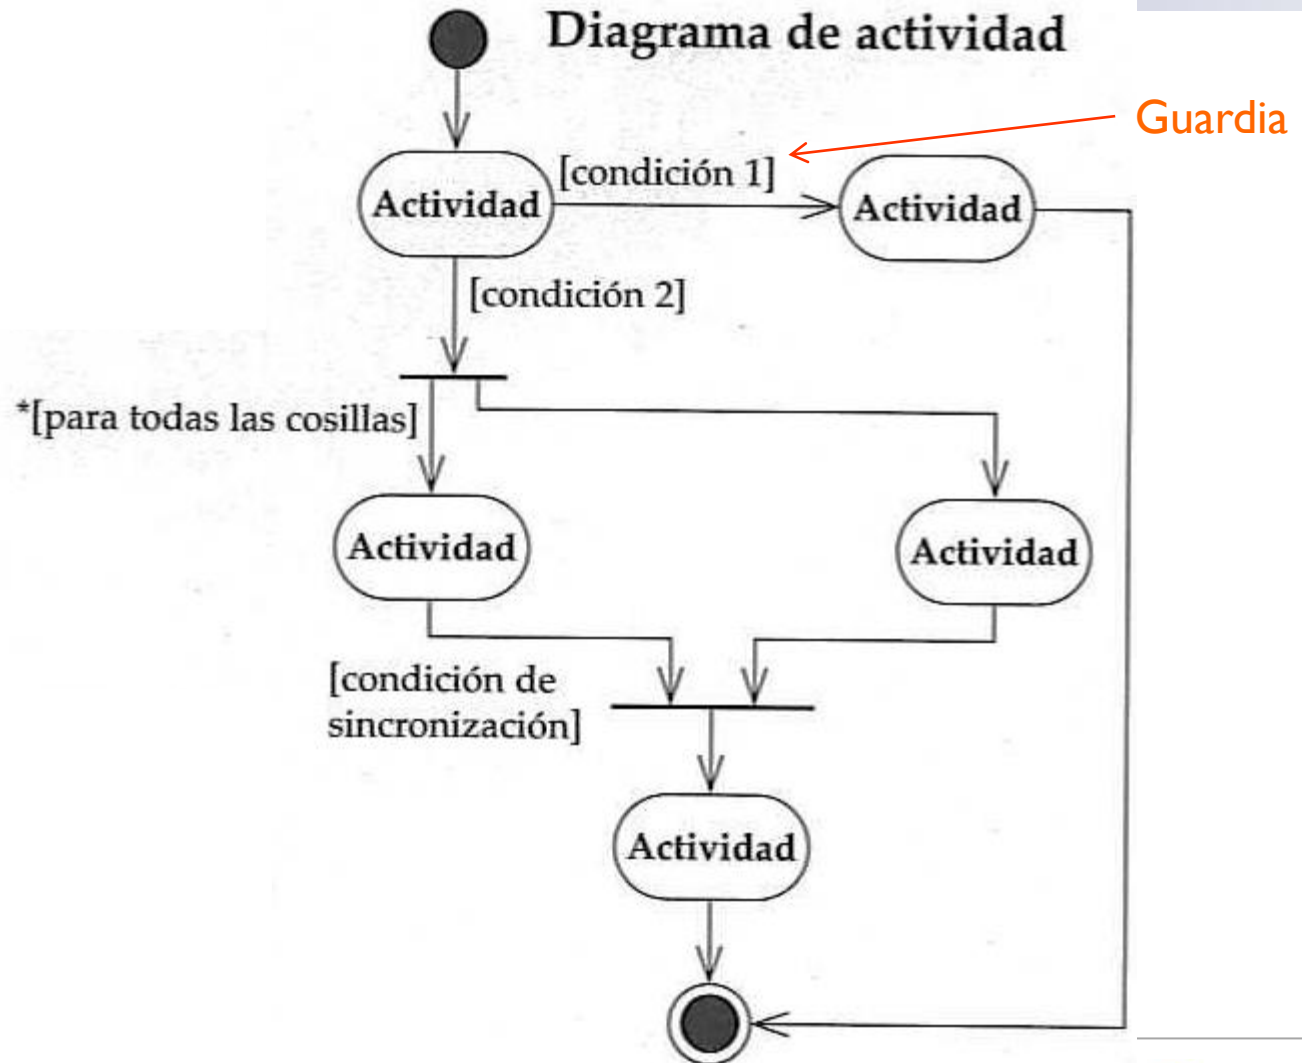 Diagrama de actividad
Guardia
[condición 1]
Actividad
Actividad
[condición 2]
*[para todas las cosillas]
Actividad
Actividad
[condición de
sincronización]
Actividad